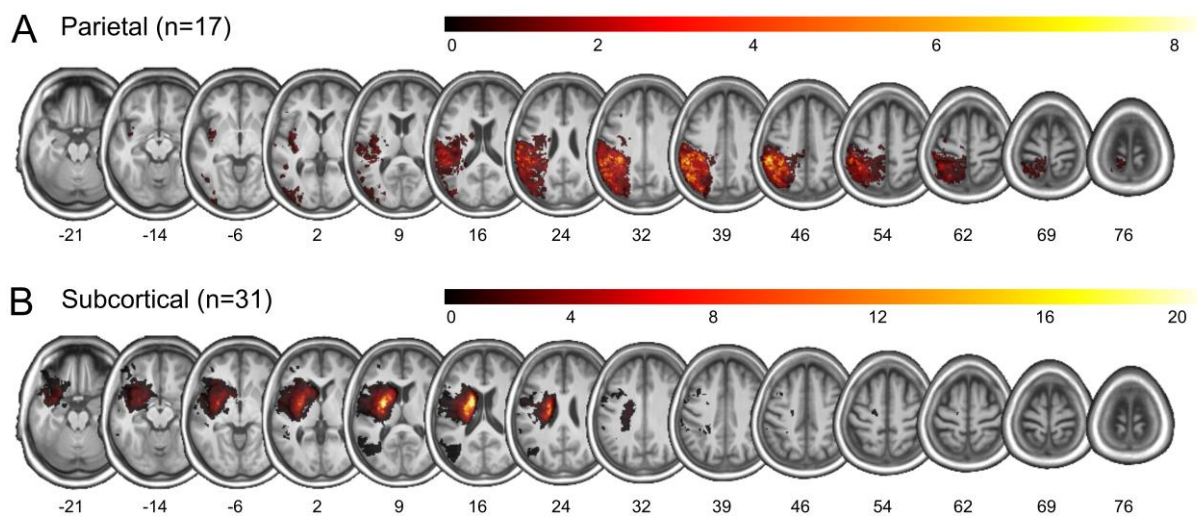 A Parietal (n=17)
0 2 4 6 8
-21 -14 -6 2 9 16 24 32 39 46 54 62 69 76
B Subcortical (n=31)
0 4 8 12 16 20
-21 -14 -6 2 9 16 24 32 39 46 54 62 69 76